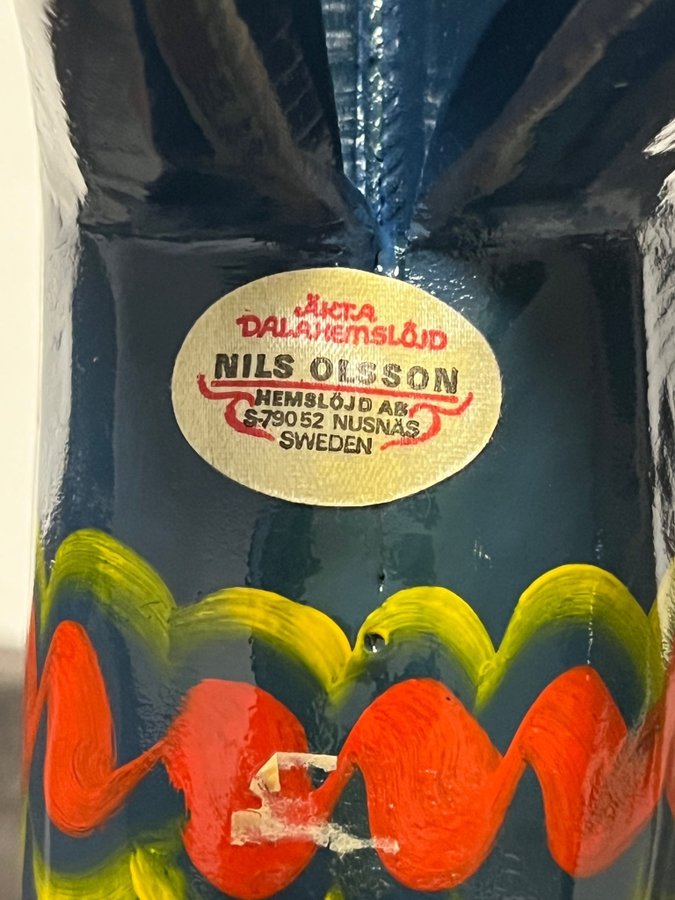 ÄKTA
DALAHEMSLÖJD
NILS OLSSON
HEMSLÖJD AB
S-790 52 NUSNÄS
SWEDEN